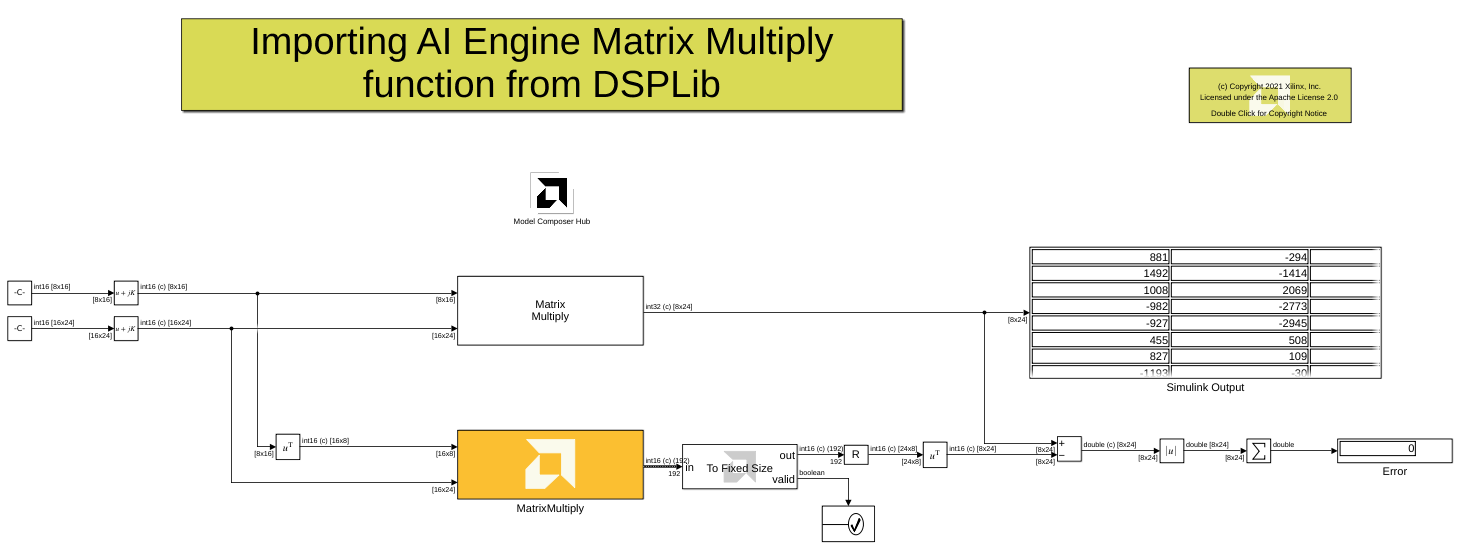 Importing AI Engine Matrix Multiply
function from DSPLib
(c) Copyright 2021 Xilinx, Inc.
Licensed under the Apache License 2.0
Double Click for Copyright Notice
Model Composer Hub
-C-
int16 [8x16]
[8x16]
u + jK
int16 (c) [8x16]
[8x16]
-C-
int16 [16x24]
[16x24]
u + jK
int16 (c) [16x24]
[16x24]
Matrix
Multiply
int32 (c) [8x24]
[8x24]
881 -294
1492 -1414
1008 2069
-982 -2773
-927 -2945
455 508
827 109
-1193 -30
Simulink Output
[8x16]
uT
int16 (c) [16x8]
[16x8]
[16x24]
MatrixMultiply
int16 (c) (192)
192
in
To Fixed Size
out
valid
int16 (c) (192)
192
boolean
R
int16 (c) [24x8]
[24x8]
uT
int16 (c) [8x24]
[8x24]
[8x24]
+
−
double (c) [8x24]
[8x24]
|u|
double [8x24]
[8x24]
∑
double
0
Error